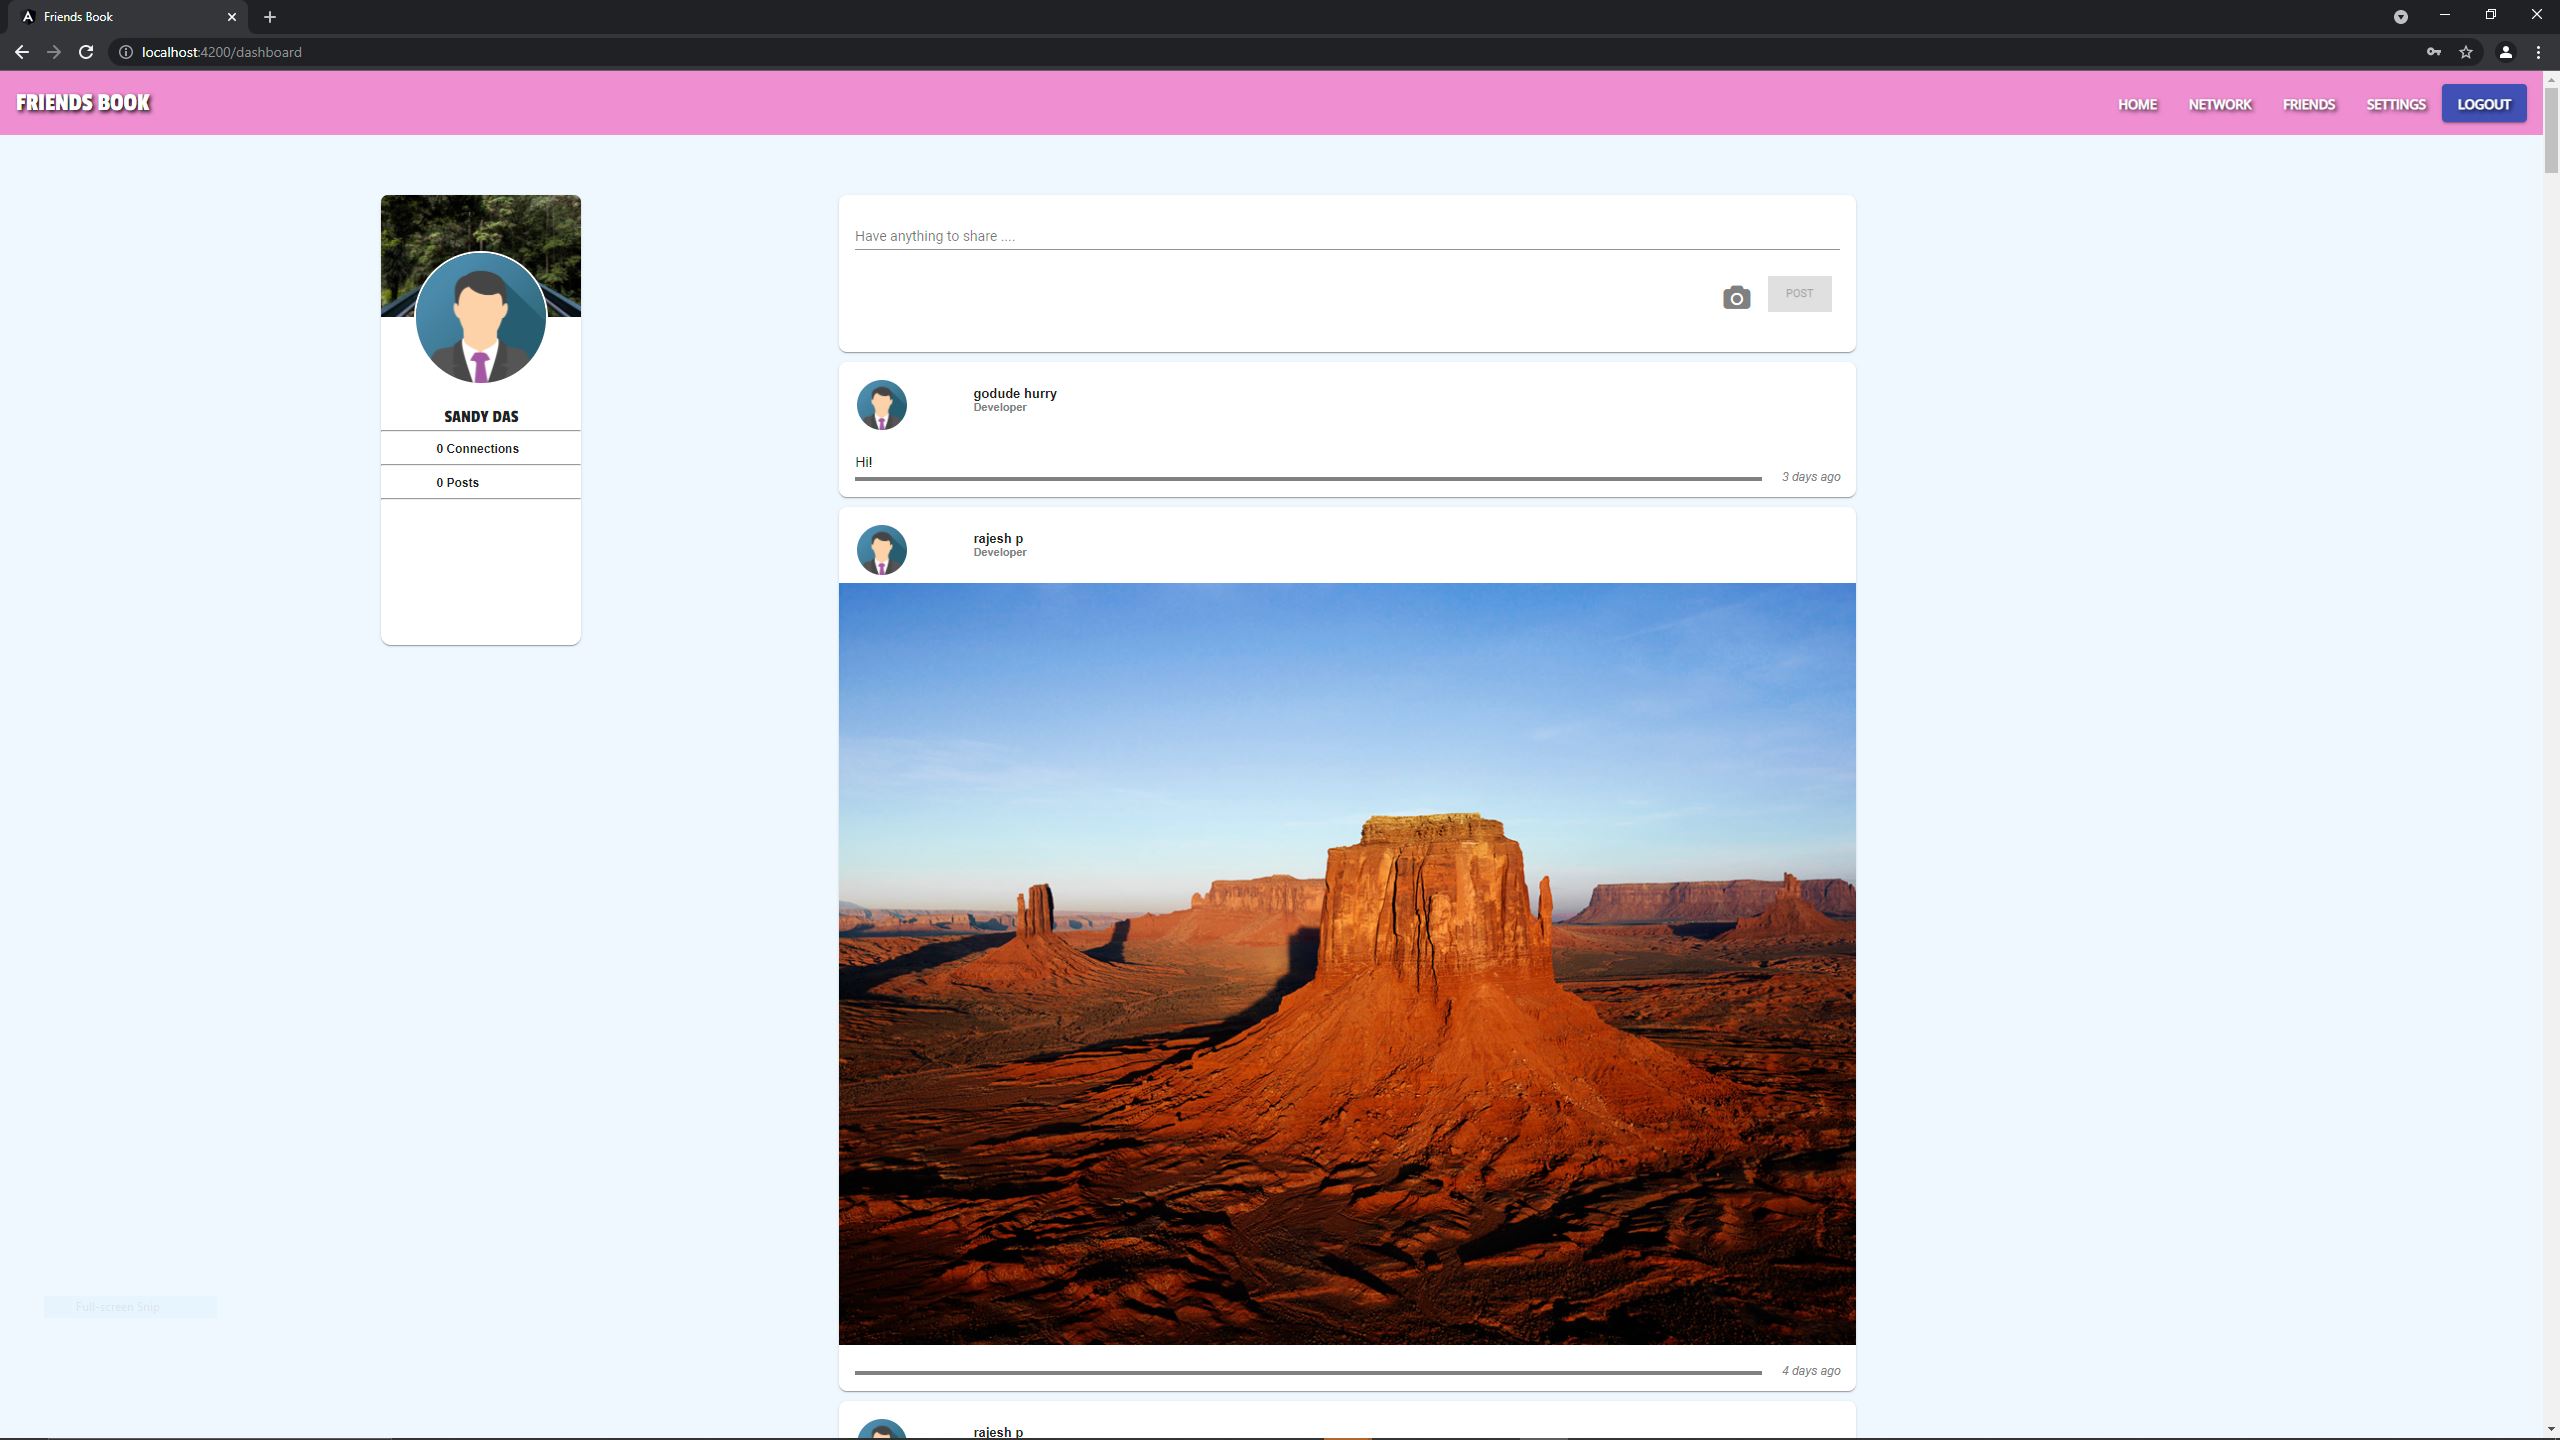 Friends Book
localhost:4200/dashboard
FRIENDS BOOK
HOME NETWORK FRIENDS SETTINGS LOGOUT
SANDY DAS
0 Connections
0 Posts
Have anything to share ....
POST
godude hurry
Developer
Hi!
3 days ago
rajesh p
Developer
4 days ago
rajesh p
Full-screen Snip